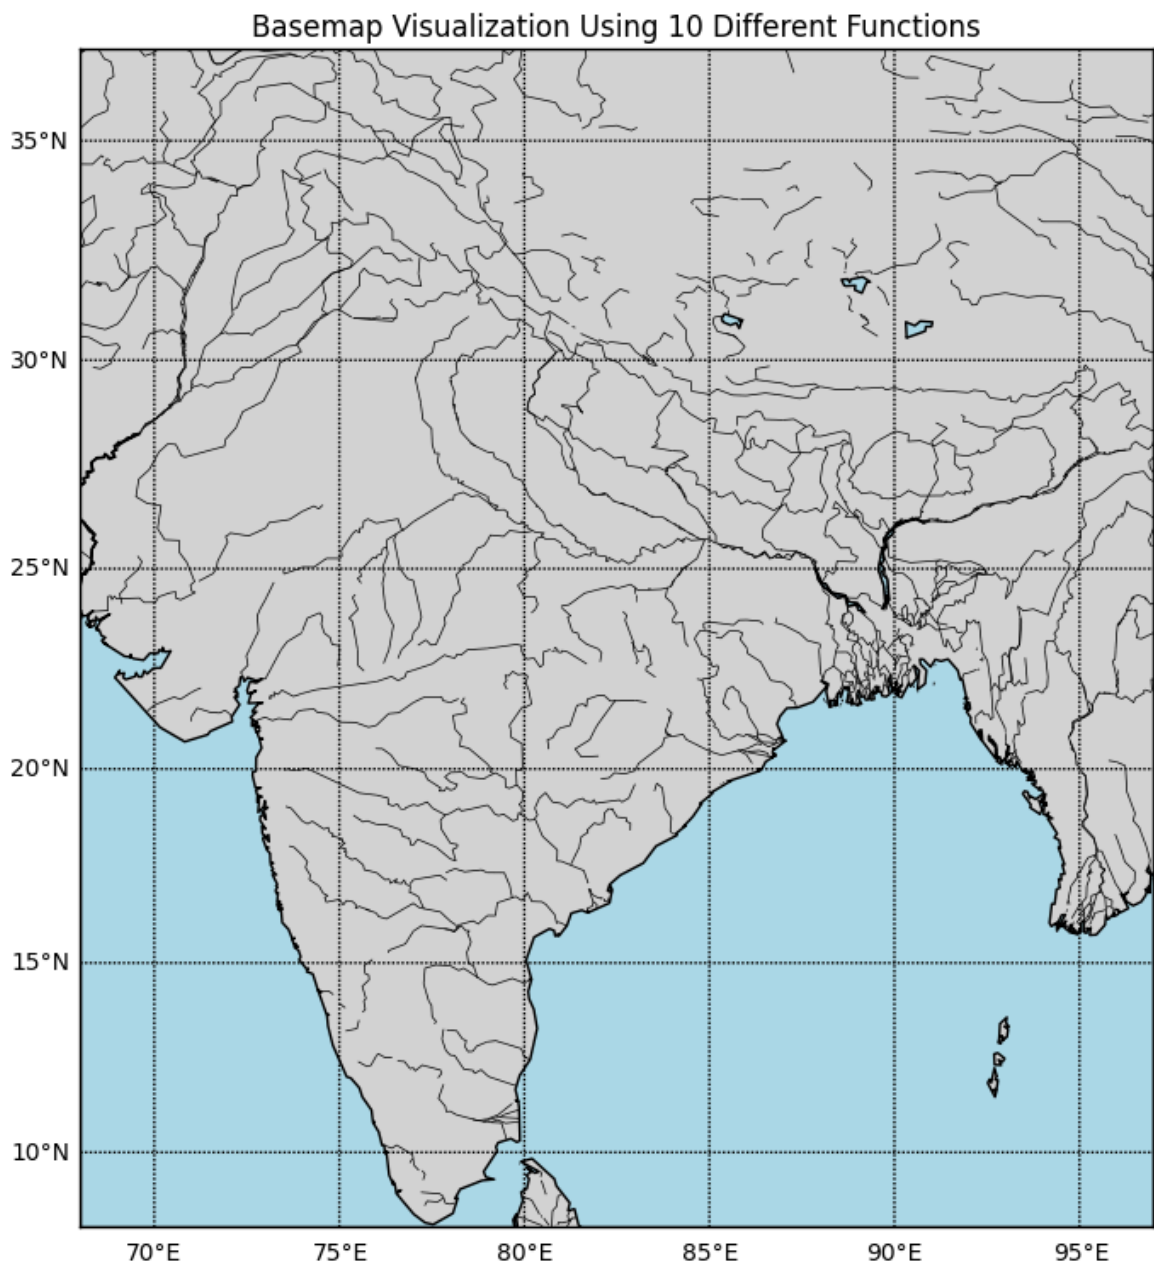 Basemap Visualization Using 10 Different Functions
35°N
30°N
25°N
20°N
15°N
10°N
70°E 75°E 80°E 85°E 90°E 95°E